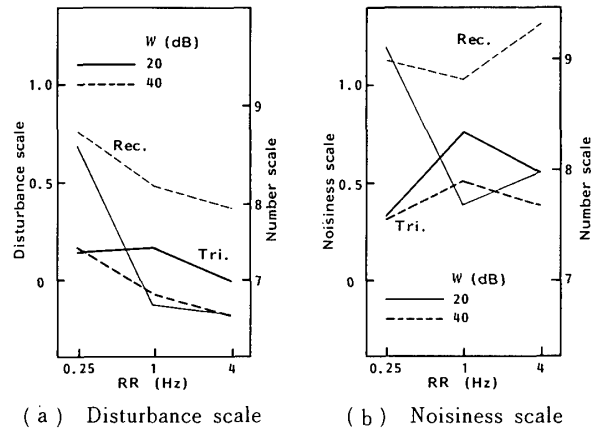 W (dB)
20
40
Rec.
Tri.
1.0
0.5
0
Disturbance scale
9
8
7
Number scale
0.25 1 4
RR (Hz)
(a) Disturbance scale
Rec.
Tri.
W (dB)
20
40
1.0
0.5
0
Noisiness scale
9
8
7
Number scale
0.25 1 4
RR (Hz)
(b) Noisiness scale